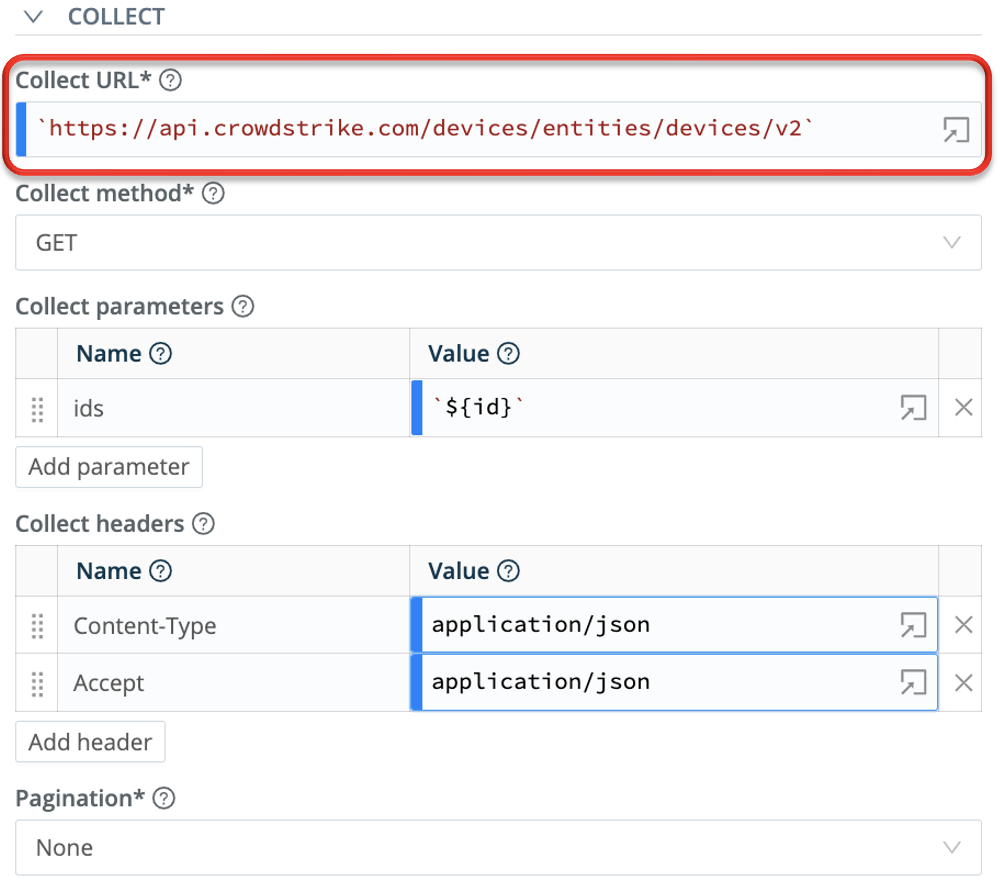 COLLECT
Collect URL* ?
`https://api.crowdstrike.com/devices/entities/devices/v2`
Collect method* ?
GET
Collect parameters ?
Name ? Value ?
ids `${id}`
Add parameter
Collect headers ?
Name ? Value ?
Content-Type application/json
Accept application/json
Add header
Pagination* ?
None